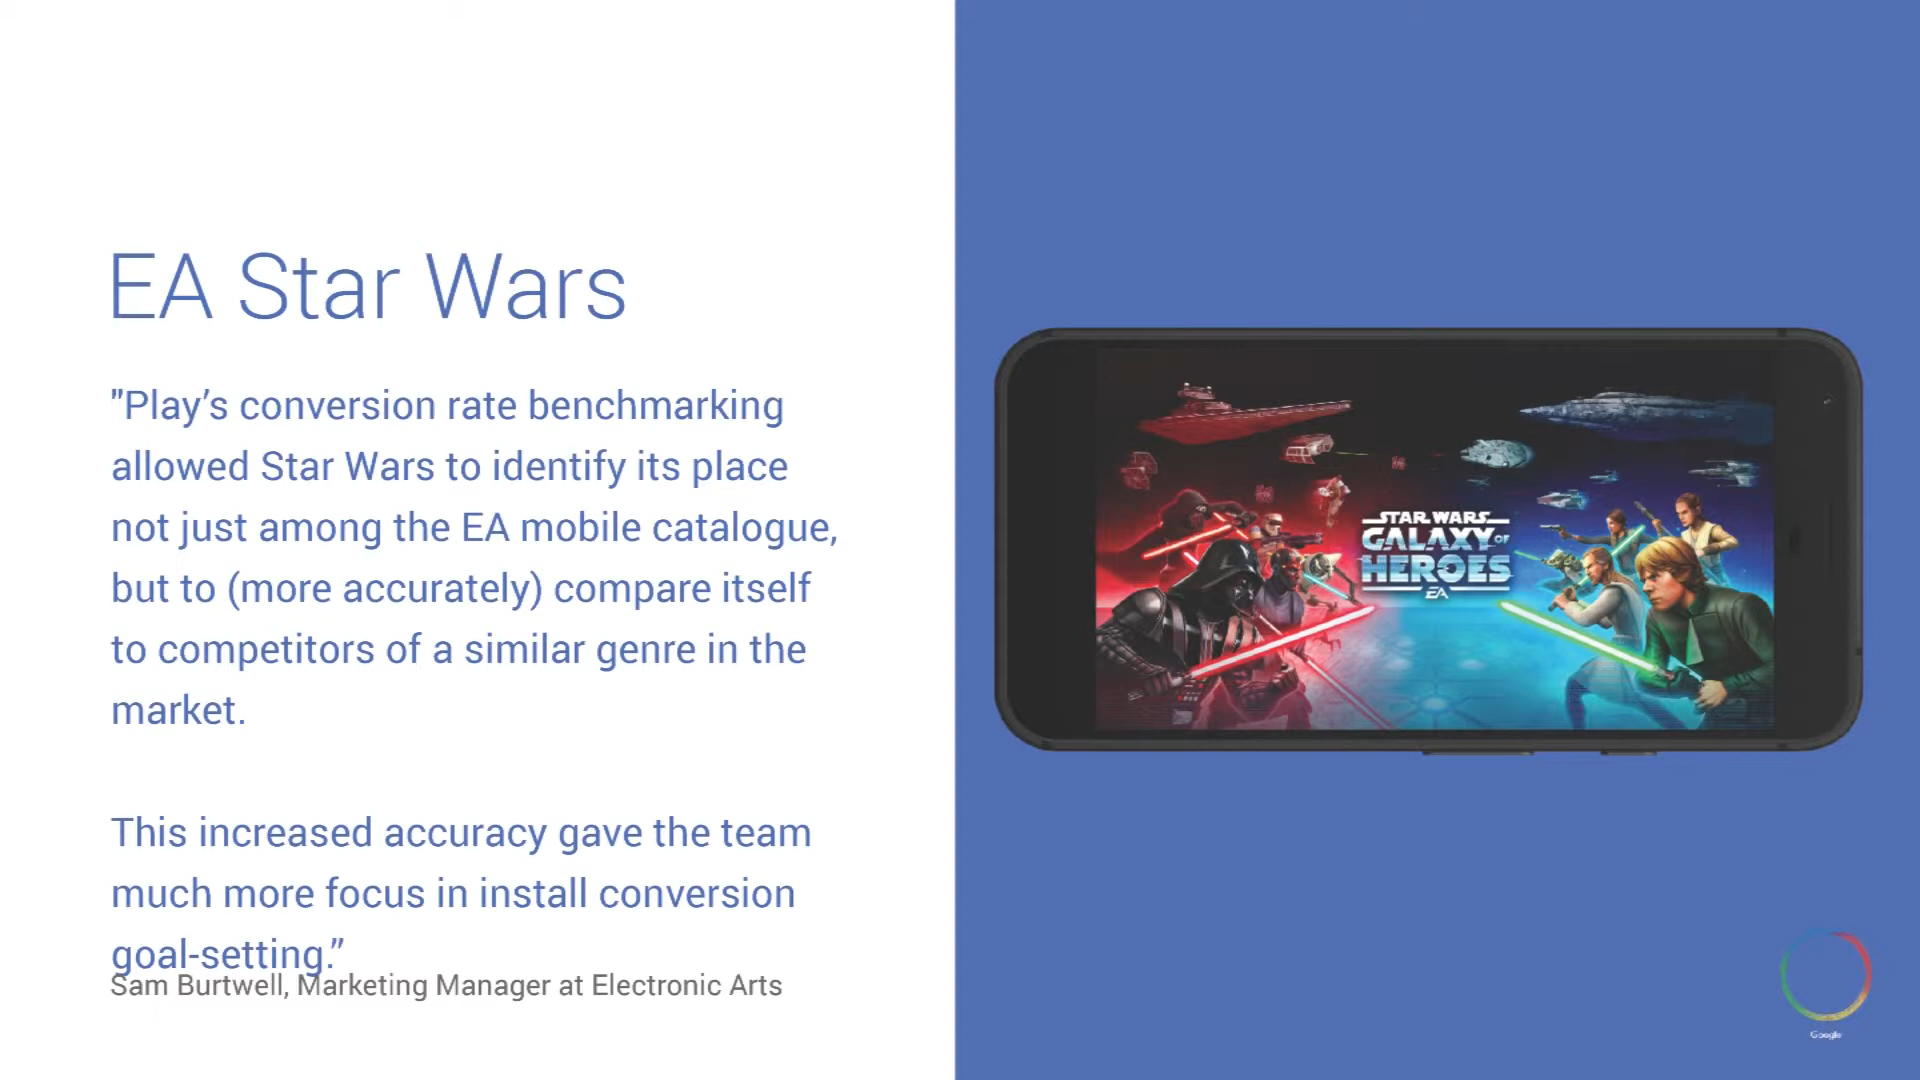 EA Star Wars
"Play’s conversion rate benchmarking
allowed Star Wars to identify its place
not just among the EA mobile catalogue,
but to (more accurately) compare itself
to competitors of a similar genre in the
market.
This increased accuracy gave the team
much more focus in install conversion
goal-setting.”
Sam Burtwell, Marketing Manager at Electronic Arts
STAR WARS
GALAXY OF
HEROES
EA
Google